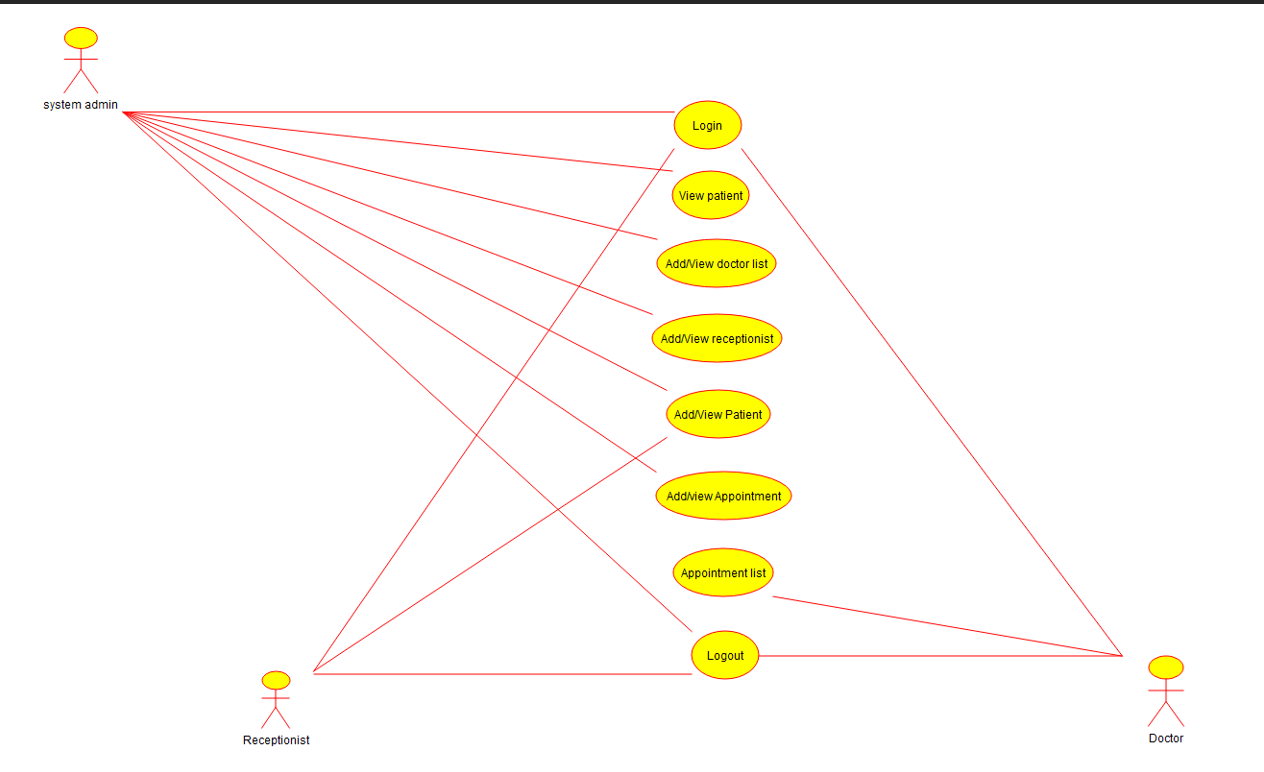 system admin
Login
View patient
Add/View doctor list
Add/View receptionist
Add/View Patient
Add/view Appointment
Appointment list
Logout
Receptionist
Doctor